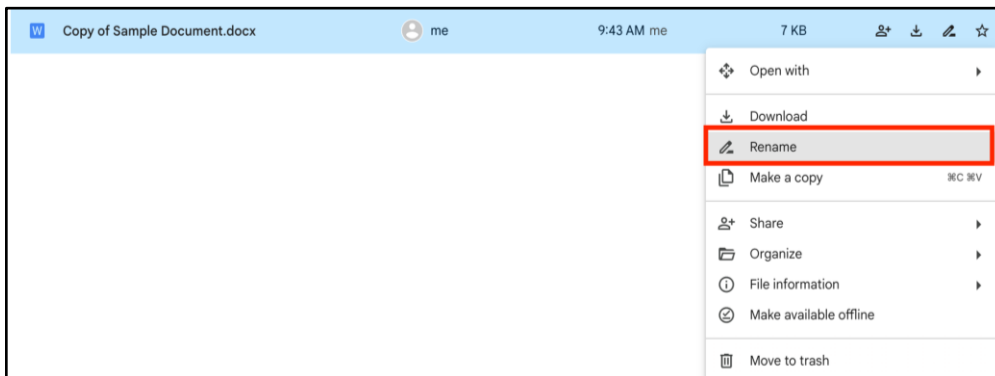 W Copy of Sample Document.docx me 9:43 AM me 7 KB
Open with
Download
Rename
Make a copy ⌘C ⌘V
Share
Organize
File information
Make available offline
Move to trash